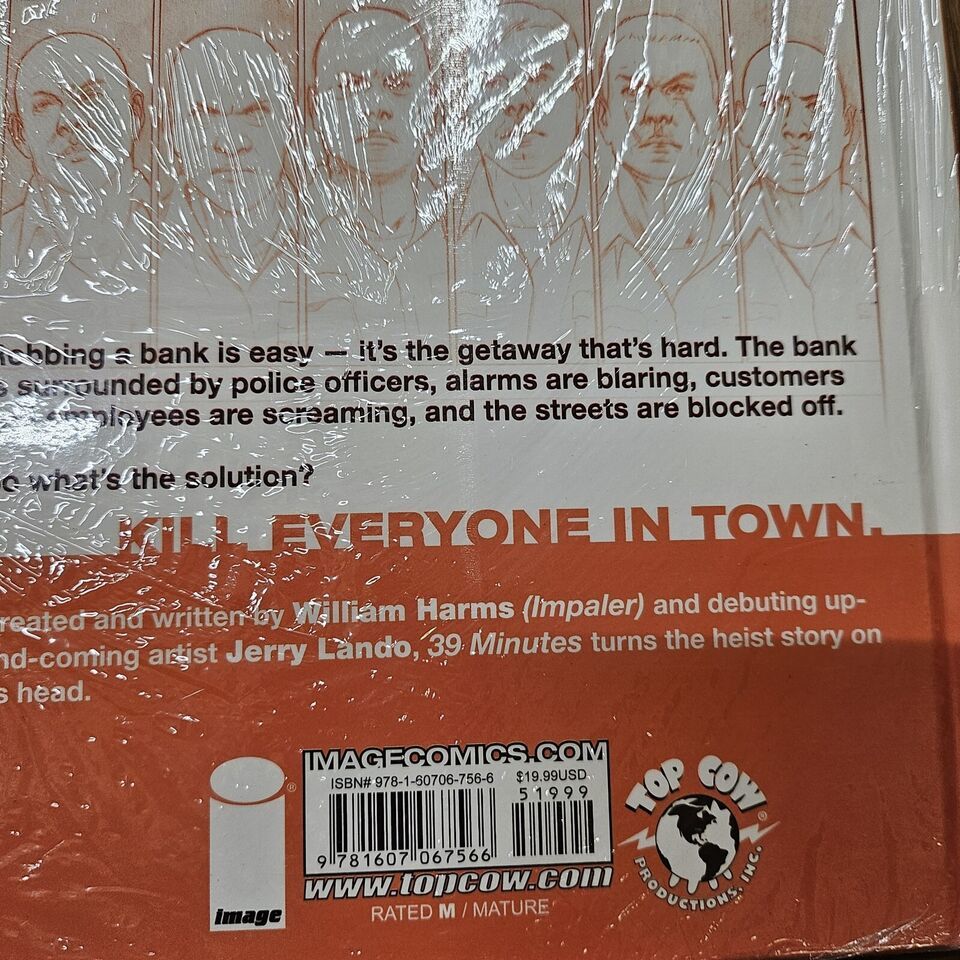 obbing a bank is easy — it's the getaway that's hard. The bank
e surrounded by police officers, alarms are blaring, customers
employees are screaming, and the streets are blocked off.
o what's the solution?
KILL EVERYONE IN TOWN.
reated and written by William Harms (Impaler) and debuting up-
nd-coming artist Jerry Lando, 39 Minutes turns the heist story on
s head.
IMAGECOMICS.COM
ISBN# 978-1-60706-756-6 $19.99USD
51999
9 781607 067566
www.topcow.com
RATED M / MATURE
image
®
TOP COW
®
PRODUCTIONS, INC.